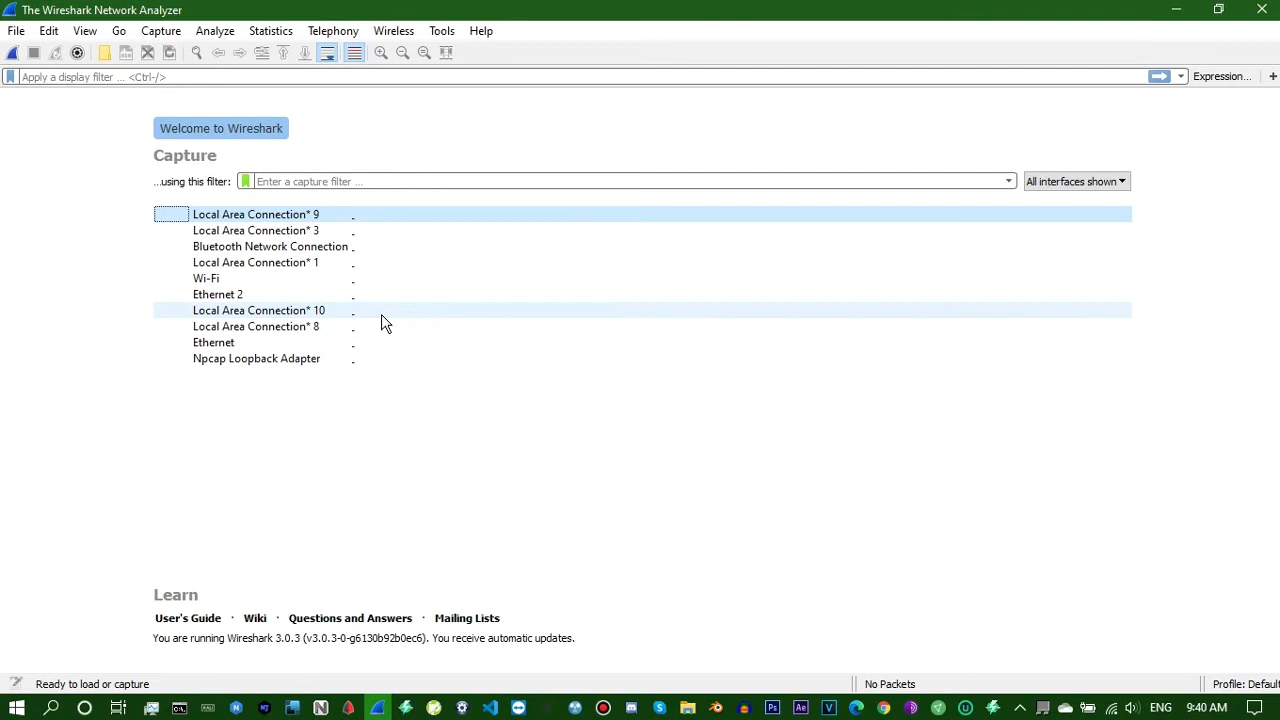 The Wireshark Network Analyzer
File Edit View Go Capture Analyze Statistics Telephony Wireless Tools Help
Apply a display filter ... <Ctrl-/>
Expression... +
Welcome to Wireshark
Capture
...using this filter: Enter a capture filter ... All interfaces shown
Local Area Connection* 9
Local Area Connection* 3
Bluetooth Network Connection
Local Area Connection* 1
Wi-Fi
Ethernet 2
Local Area Connection* 10
Local Area Connection* 8
Ethernet
Npcap Loopback Adapter
Learn
User's Guide · Wiki · Questions and Answers · Mailing Lists
You are running Wireshark 3.0.3 (v3.0.3-0-g6130b92b0ec6). You receive automatic updates.
Ready to load or capture No Packets Profile: Default
ENG 9:40 AM